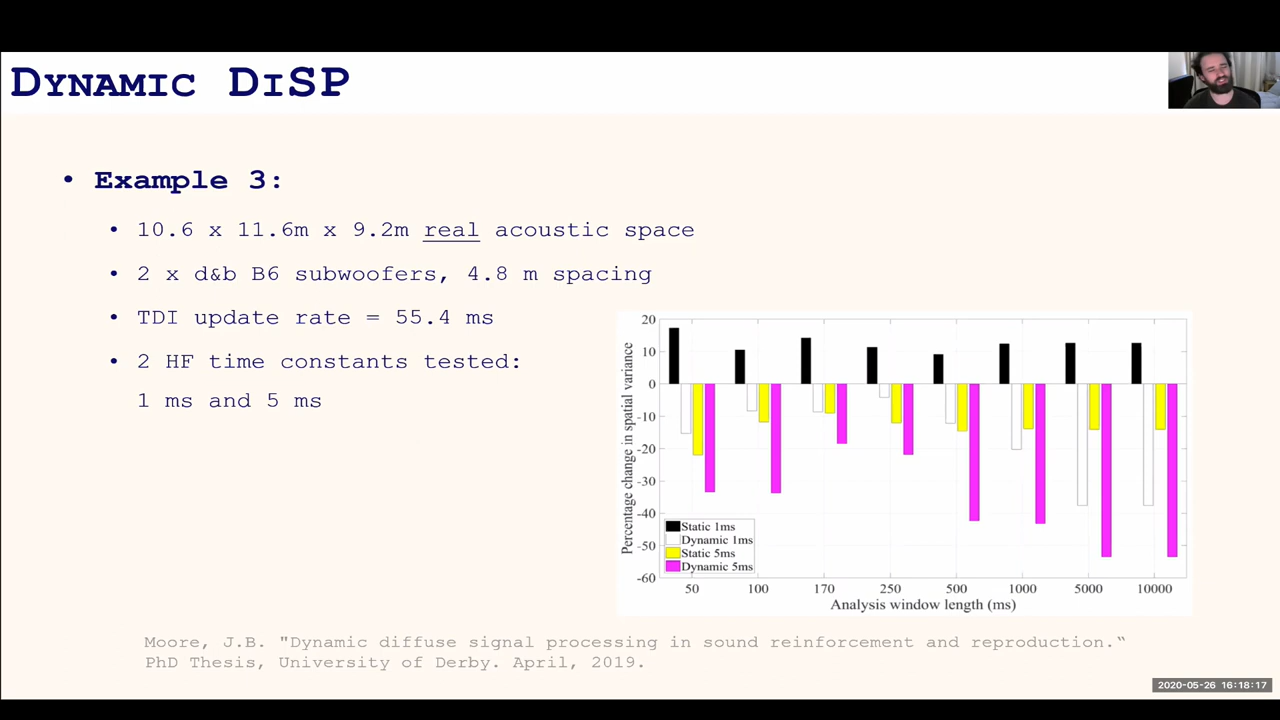 DYNAMIC DISP
• Example 3:
• 10.6 x 11.6m x 9.2m real acoustic space
• 2 x d&b B6 subwoofers, 4.8 m spacing
• TDI update rate = 55.4 ms
• 2 HF time constants tested:
1 ms and 5 ms
Percentage change in spatial variance
20
10
0
-10
-20
-30
-40
-50
-60
Static 1ms
Dynamic 1ms
Static 5ms
Dynamic 5ms
50 100 170 250 500 1000 5000 10000
Analysis window length (ms)
Moore, J.B. "Dynamic diffuse signal processing in sound reinforcement and reproduction.“
PhD Thesis, University of Derby. April, 2019.
2020-05-26 16:18:17